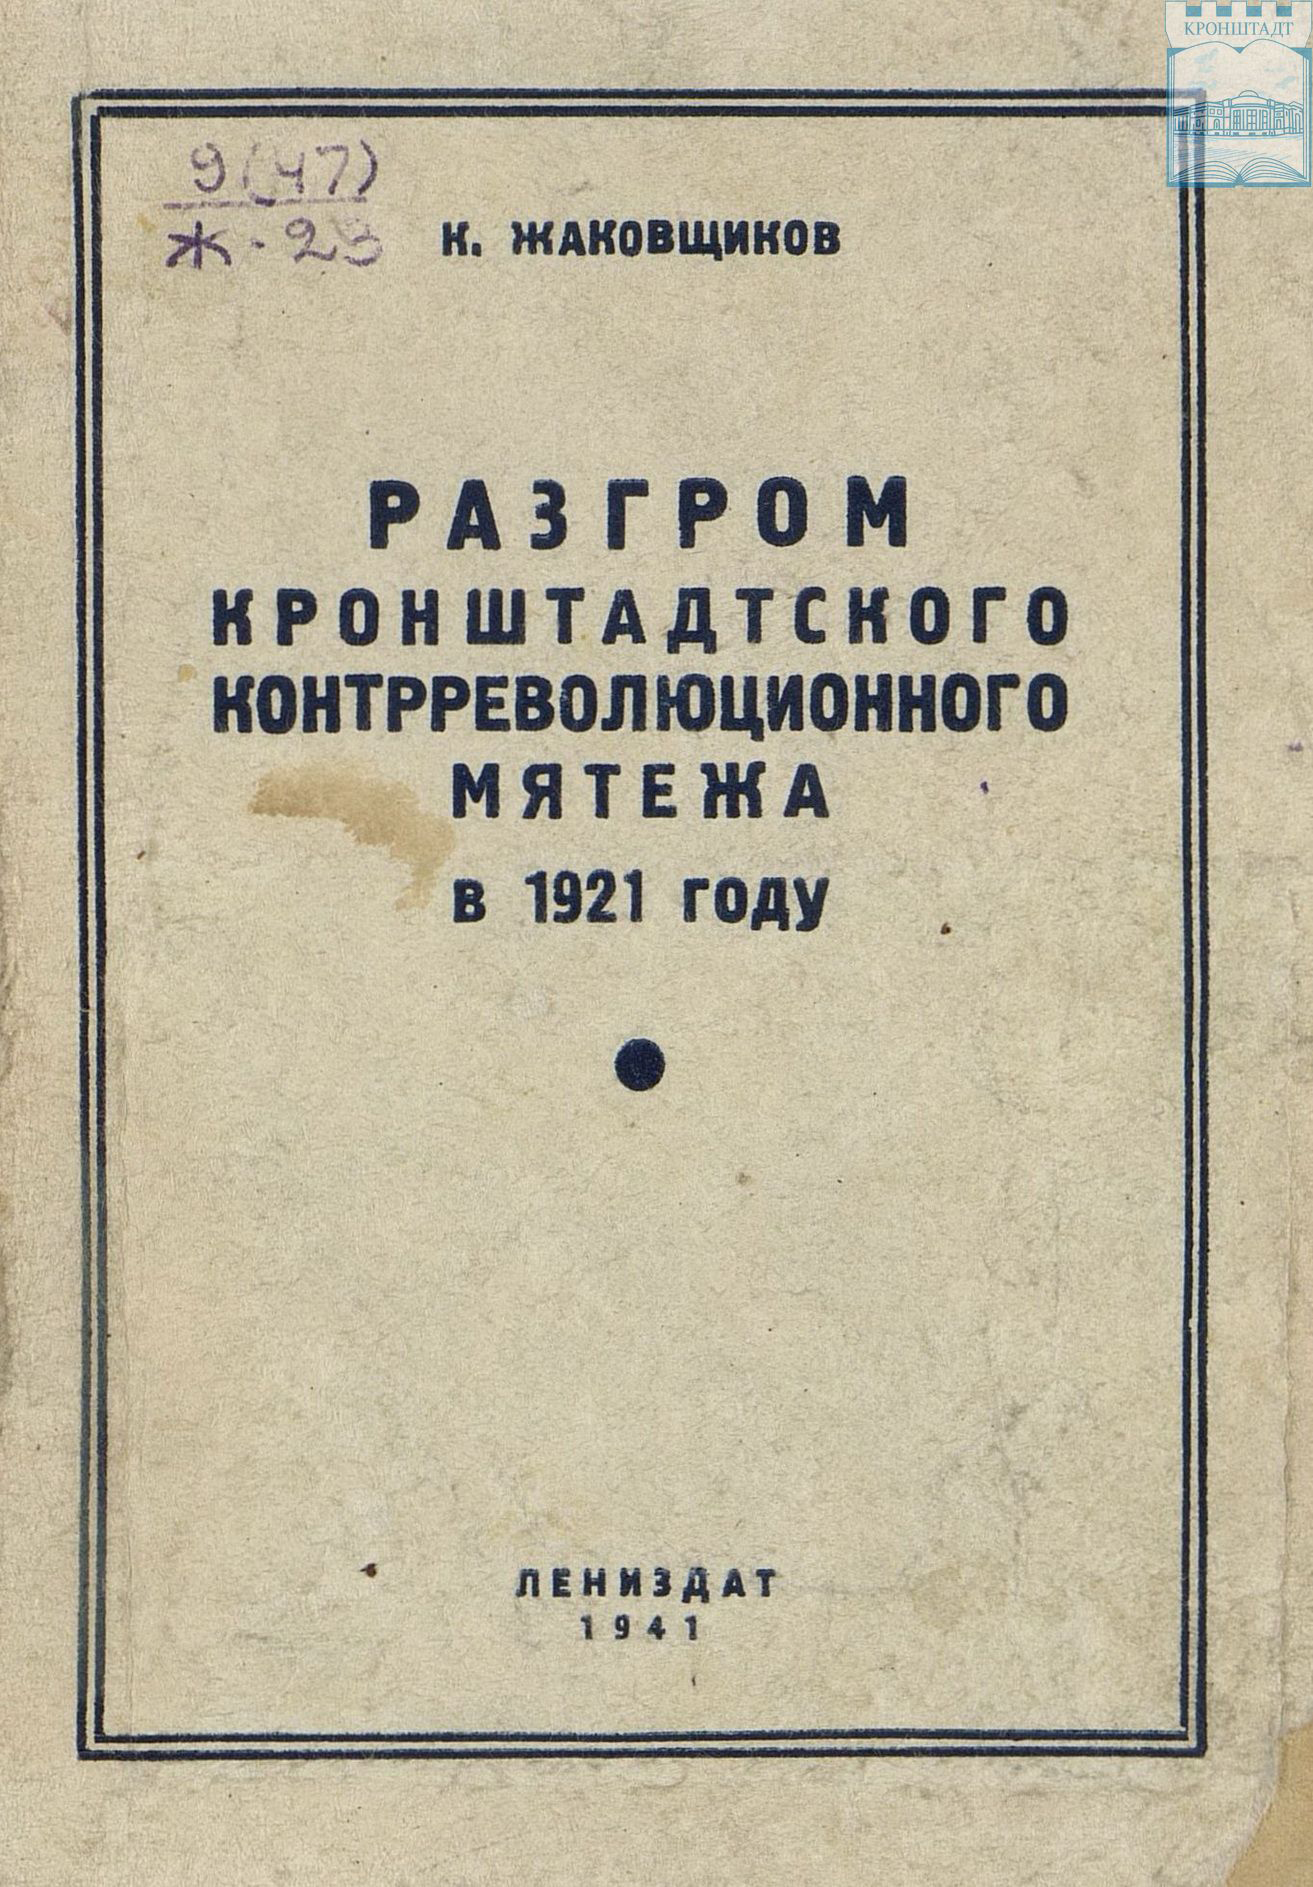 КРОНШТАДТ
9(47)
Ж-23
К. ЖАКОВЩИКОВ
РАЗГРОМ
КРОНШТАДТСКОГО
КОНТРРЕВОЛЮЦИОННОГО
МЯТЕЖА
в 1921 году
ЛЕНИЗДАТ
1941